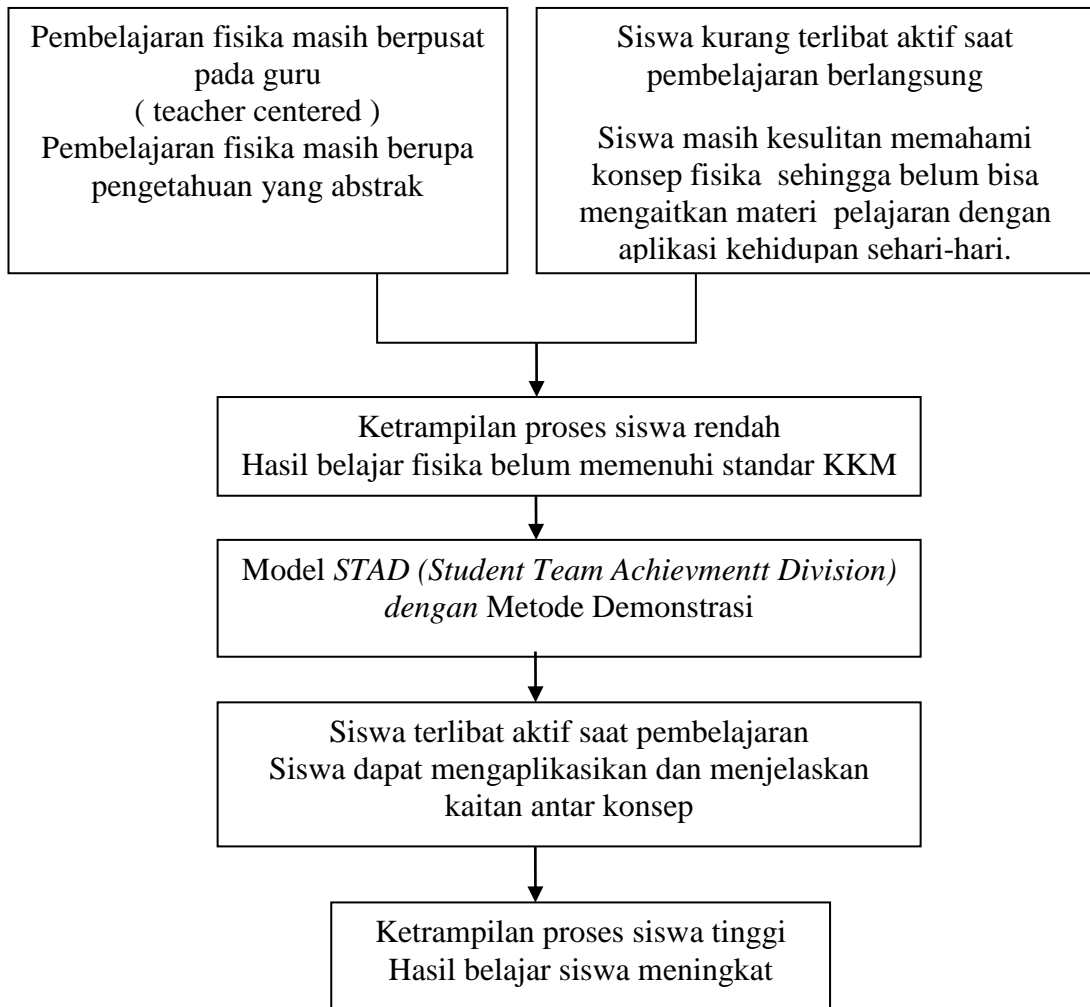 Pembelajaran fisika masih berpusat
pada guru
( teacher centered )
Pembelajaran fisika masih berupa
pengetahuan yang abstrak
Siswa kurang terlibat aktif saat
pembelajaran berlangsung
Siswa masih kesulitan memahami
konsep fisika sehingga belum bisa
mengaitkan materi pelajaran dengan
aplikasi kehidupan sehari-hari.
Ketrampilan proses siswa rendah
Hasil belajar fisika belum memenuhi standar KKM
Model STAD (Student Team Achievmentt Division)
dengan Metode Demonstrasi
Siswa terlibat aktif saat pembelajaran
Siswa dapat mengaplikasikan dan menjelaskan
kaitan antar konsep
Ketrampilan proses siswa tinggi
Hasil belajar siswa meningkat